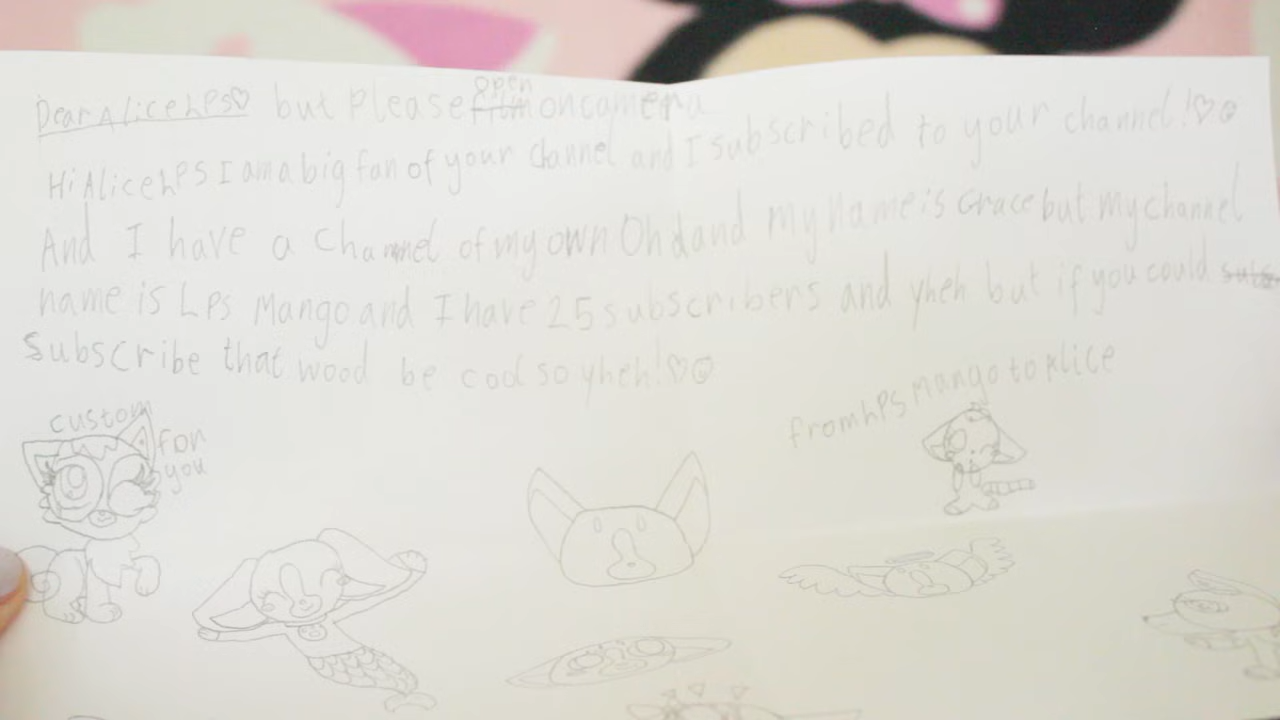 Dear AliceLPS♡ but please open on camera
Hi AliceLPS I am a big fan of your channel and I subscribed to your channel!♡☺
And I have a channel of my own Oh and my name is Grace but my channel
name is LPS Mango and I have 25 subscribers and yheh but if you could
Subscribe that wood be cool so yheh!♡☺
from LPS Mango to Alice
custom
for
you